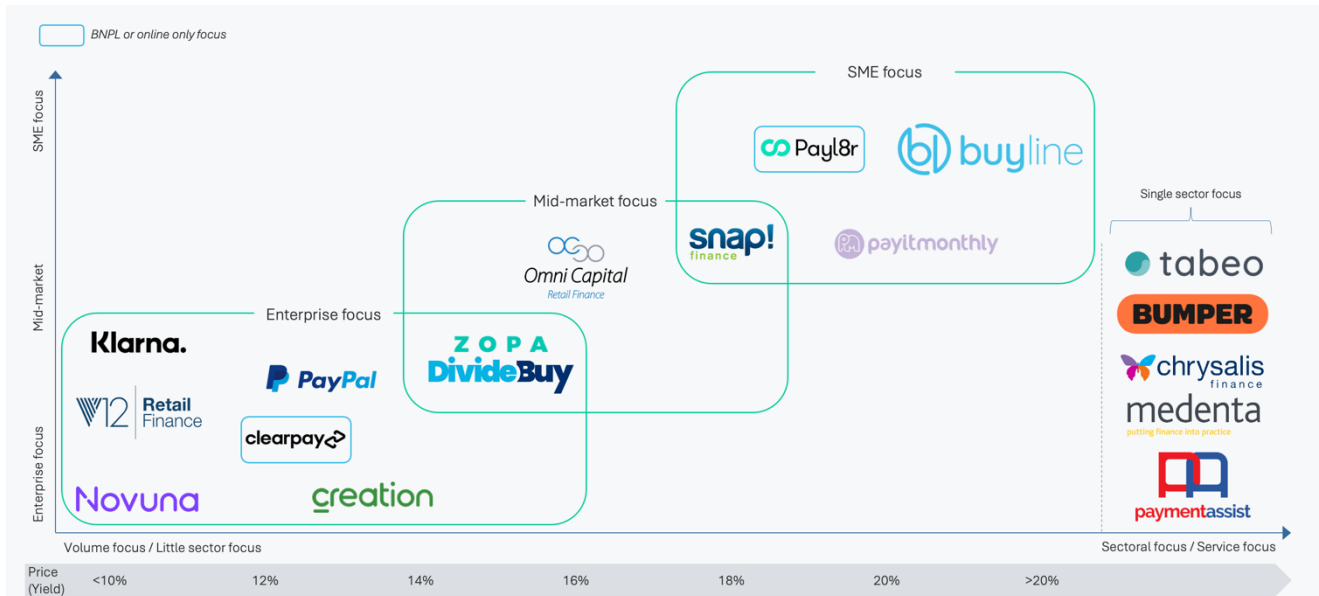 BNPL or online only focus
SME focus
Mid-market
Enterprise focus
SME focus
Payl8r
bl buyline
Mid-market focus
Omni Capital
Retail Finance
snap!
finance
payitmonthly
Single sector focus
tabeo
BUMPER
chrysalis
finance
medenta
putting finance into practice
paymentassist
Enterprise focus
Klarna.
PayPal
ZOPA
DivideBuy
V12 Retail
Finance
clearpay
Novuna
creation
Volume focus / Little sector focus
Sectoral focus / Service focus
Price
(Yield)
<10%
12%
14%
16%
18%
20%
>20%